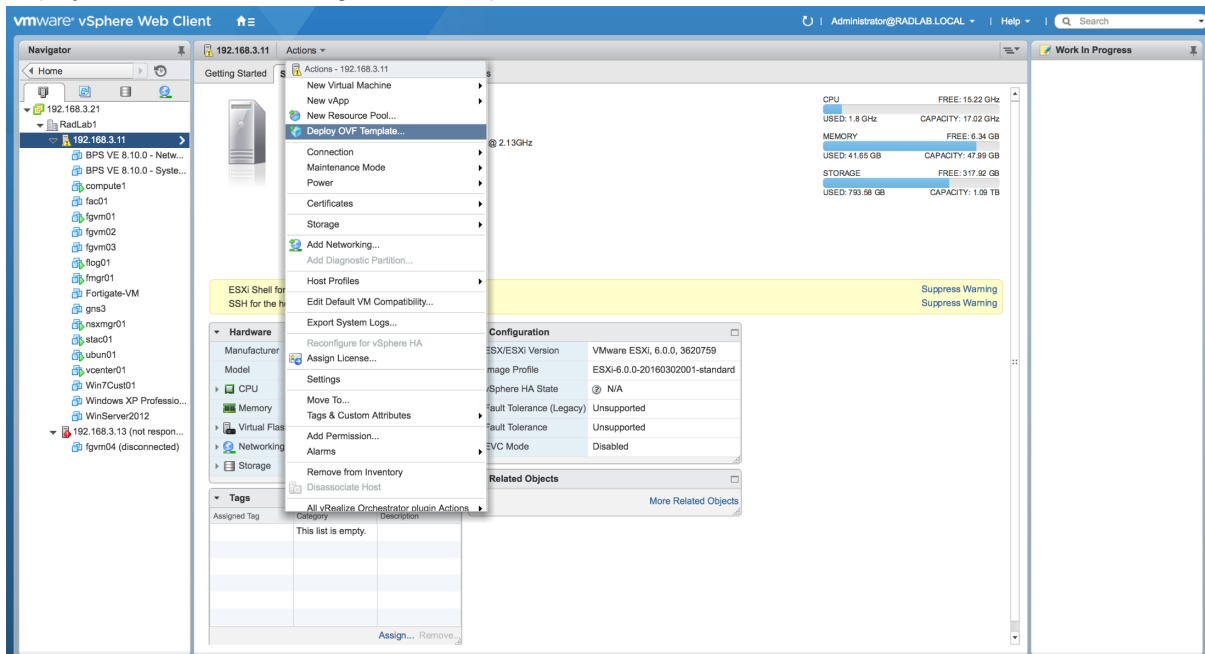 vmware® vSphere Web Client
Administrator@RADLAB.LOCAL
Help
Search
Navigator
Home
192.168.3.21
RadLab1
192.168.3.11
BPS VE 8.10.0 - Netw...
BPS VE 8.10.0 - Syste...
compute1
fac01
fgvm01
fgvm02
fgvm03
flog01
fmgr01
Fortigate-VM
gns3
nsxmgr01
stac01
ubun01
vcenter01
Win7Cust01
Windows XP Professio...
WinServer2012
192.168.3.13 (not respon...
fgvm04 (disconnected)
192.168.3.11 Actions
Getting Started S
s
Actions - 192.168.3.11
New Virtual Machine
New vApp
New Resource Pool...
Deploy OVF Template...
Connection
Maintenance Mode
Power
Certificates
Storage
Add Networking...
Add Diagnostic Partition...
Host Profiles
Edit Default VM Compatibility...
Export System Logs...
Reconfigure for vSphere HA
Assign License...
Settings
Move To...
Tags & Custom Attributes
Add Permission...
Alarms
Remove from Inventory
Disassociate Host
All vRealize Orchestrator plugin Actions
@ 2.13GHz
CPU FREE: 15.22 GHz
USED: 1.8 GHz CAPACITY: 17.02 GHz
MEMORY FREE: 6.34 GB
USED: 41.65 GB CAPACITY: 47.99 GB
STORAGE FREE: 317.92 GB
USED: 793.58 GB CAPACITY: 1.09 TB
ESXi Shell for Suppress Warning
SSH for the h Suppress Warning
Hardware
Manufacturer
Model
CPU
Memory
Virtual Flas
Networking
Storage
Configuration
ESX/ESXi Version VMware ESXi, 6.0.0, 3620759
Image Profile ESXi-6.0.0-20160302001-standard
vSphere HA State N/A
Fault Tolerance (Legacy) Unsupported
Fault Tolerance Unsupported
EVC Mode Disabled
Related Objects
More Related Objects
Tags
Assigned Tag Category Description
This list is empty.
Assign... Remove...
Work In Progress